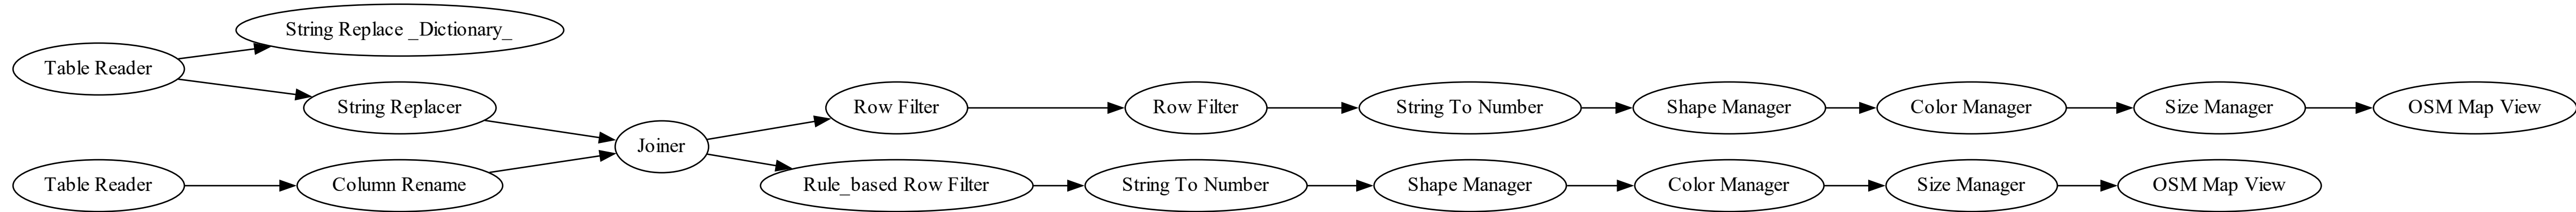 String Replace _Dictionary_
Table Reader
String Replacer
Row Filter
Row Filter
String To Number
Shape Manager
Color Manager
Size Manager
OSM Map View
Joiner
Table Reader
Column Rename
Rule_based Row Filter
String To Number
Shape Manager
Color Manager
Size Manager
OSM Map View